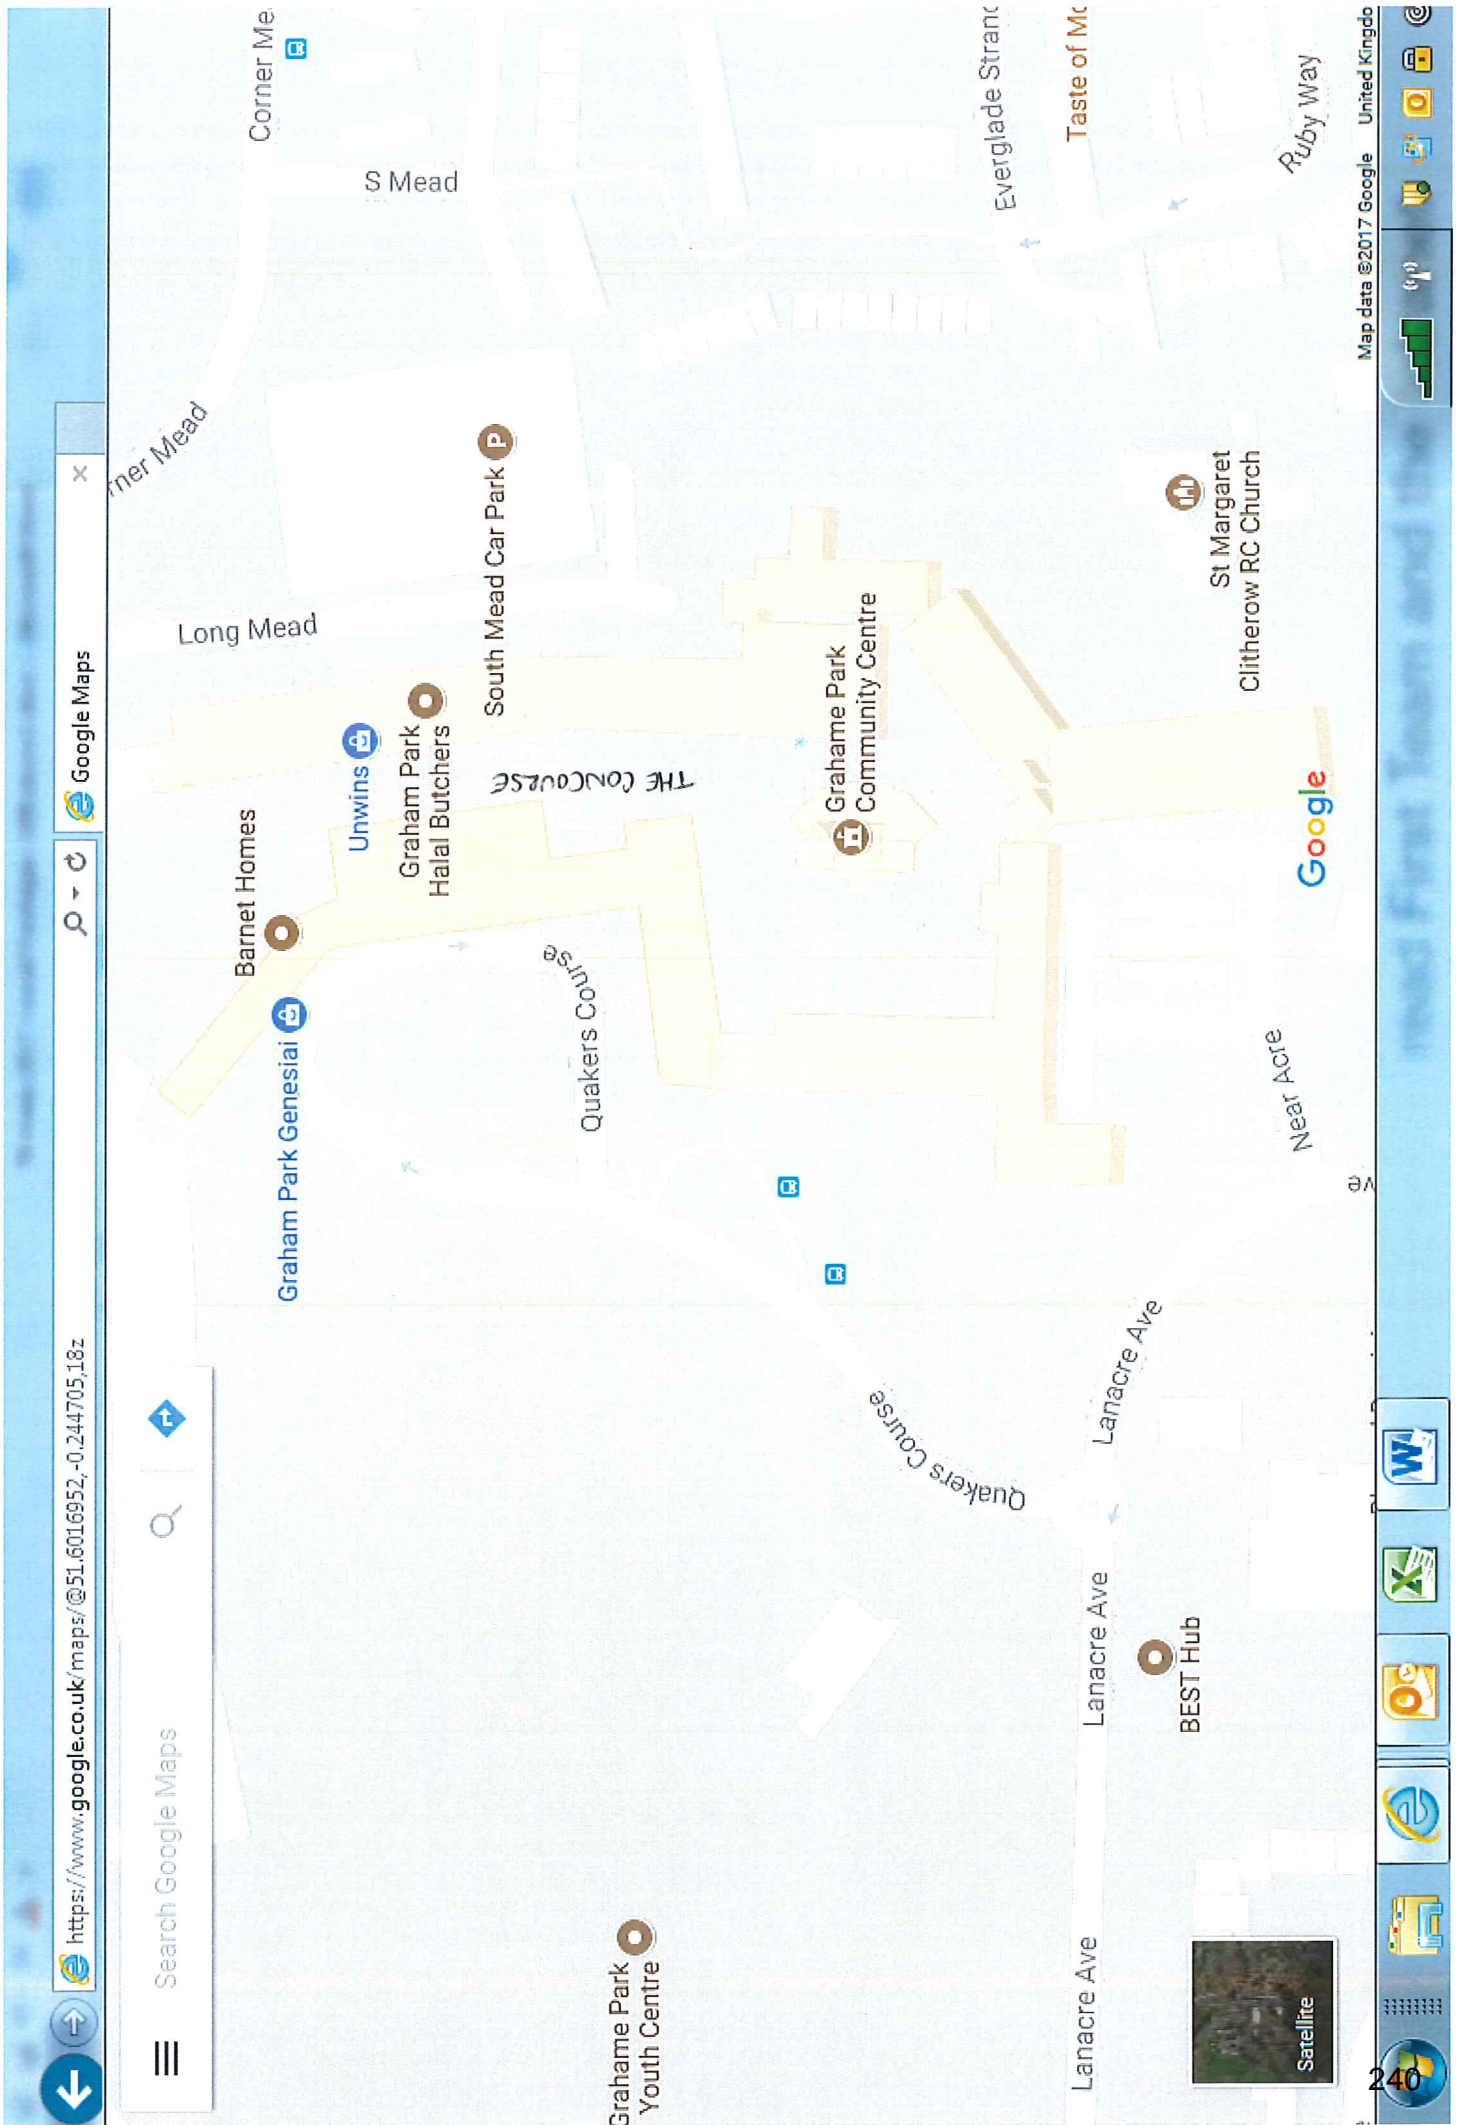 https://www.google.co.uk/maps/@51.6016952,-0.244705,18z
Google Maps
Search Google Maps
Corner Me
rner Mead
S Mead
Long Mead
Barnet Homes
Graham Park Genesiai
Unwins
Graham Park
Halal Butchers
South Mead Car Park
THE CONCOURSE
Quakers Course
Grahame Park
Youth Centre
Grahame Park
Community Centre
Quakers Course
Everglade Stran
Taste of Mo
Lanacre Ave
Lanacre Ave
Lanacre Ave
BEST Hub
St Margaret
Clitherow RC Church
Near Acre
Ruby Way
ve
Satellite
Google
Map data ©2017 Google United Kingdo
240